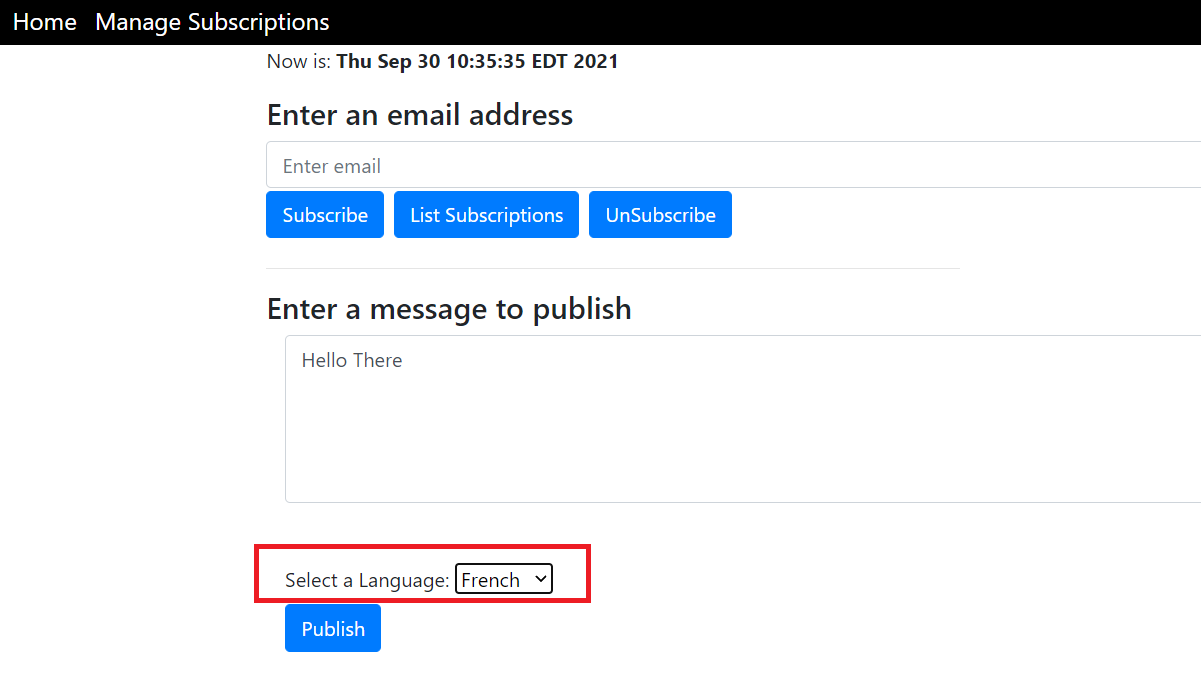 Home Manage Subscriptions
Now is: Thu Sep 30 10:35:35 EDT 2021
Enter an email address
Enter email
Subscribe List Subscriptions UnSubscribe
Enter a message to publish
Hello There
Select a Language: French
Publish